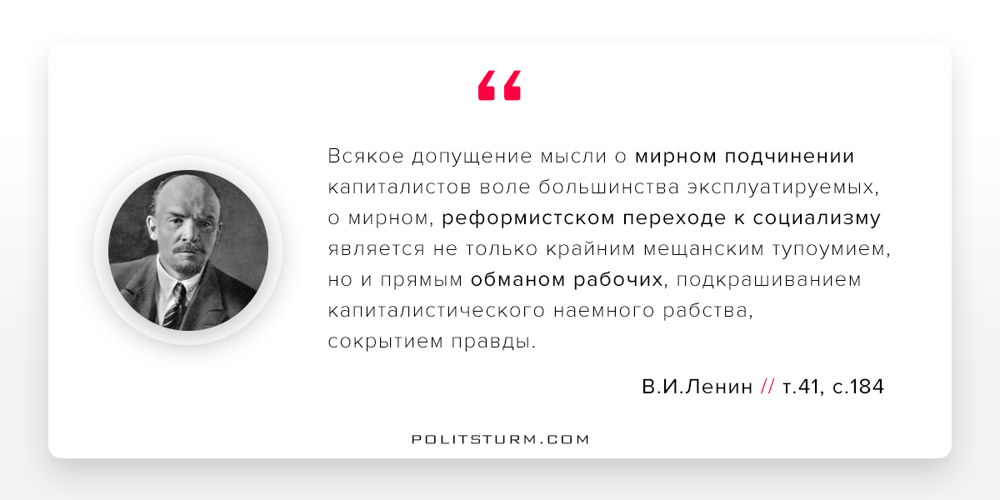 “
Всякое допущение мысли о мирном подчинении
капиталистов воле большинства эксплуатируемых,
о мирном, реформистском переходе к социализму
является не только крайним мещанским тупоумием,
но и прямым обманом рабочих, подкрашиванием
капиталистического наемного рабства,
сокрытием правды.
В.И.Ленин // т.41, с.184
POLITSTURM.COM